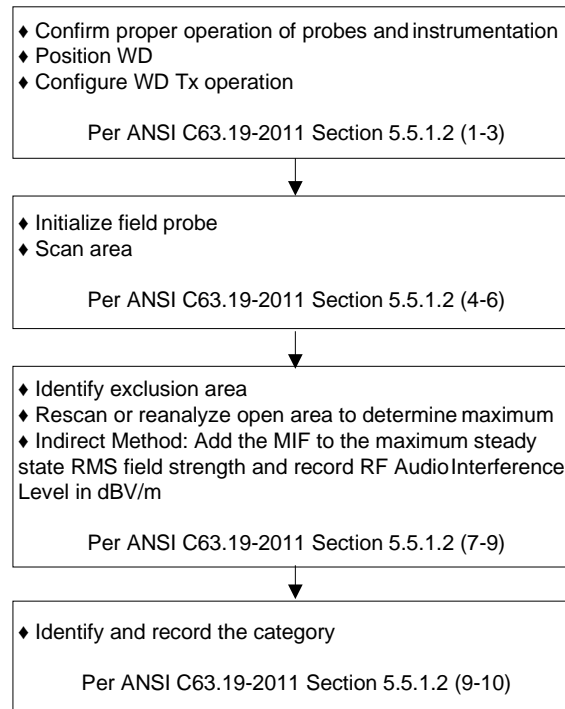 ♦ Confirm proper operation of probes and instrumentation
♦ Position WD
♦ Configure WD Tx operation
Per ANSI C63.19-2011 Section 5.5.1.2 (1-3)
♦ Initialize field probe
♦ Scan area
Per ANSI C63.19-2011 Section 5.5.1.2 (4-6)
♦ Identify exclusion area
♦ Rescan or reanalyze open area to determine maximum
♦ Indirect Method: Add the MIF to the maximum steady
state RMS field strength and record RF Audio Interference
Level in dBV/m
Per ANSI C63.19-2011 Section 5.5.1.2 (7-9)
♦ Identify and record the category
Per ANSI C63.19-2011 Section 5.5.1.2 (9-10)